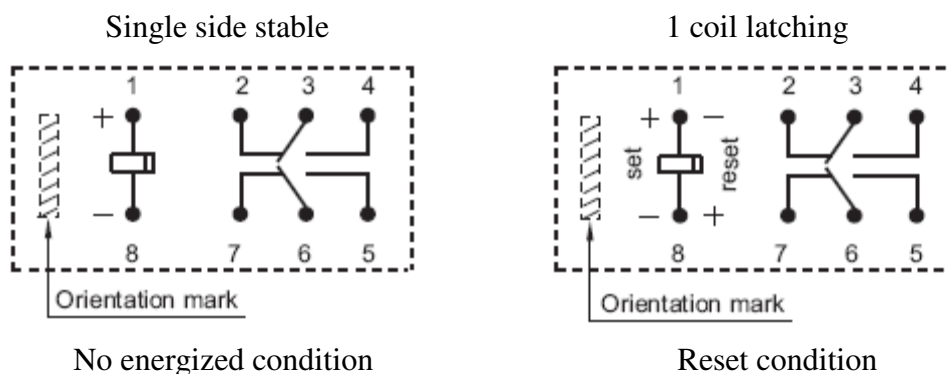 Single side stable
1 2 3 4
+
−
8 7 6 5
Orientation mark
No energized condition
1 coil latching
1 2 3 4
+ −
set reset
− +
8 7 6 5
Orientation mark
Reset condition